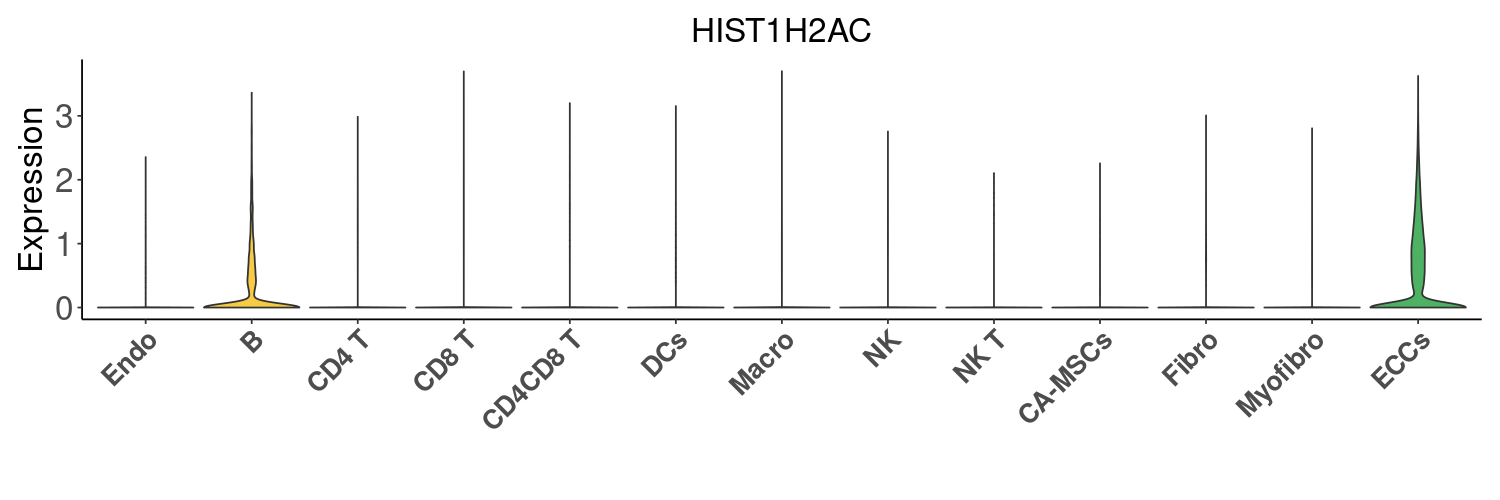 HIST1H2AC
Expression
3
2
1
0
Endo
B
CD4 T
CD8 T
CD4CD8 T
DCs
Macro
NK
NK T
CA-MSCs
Fibro
Myofibro
ECCs